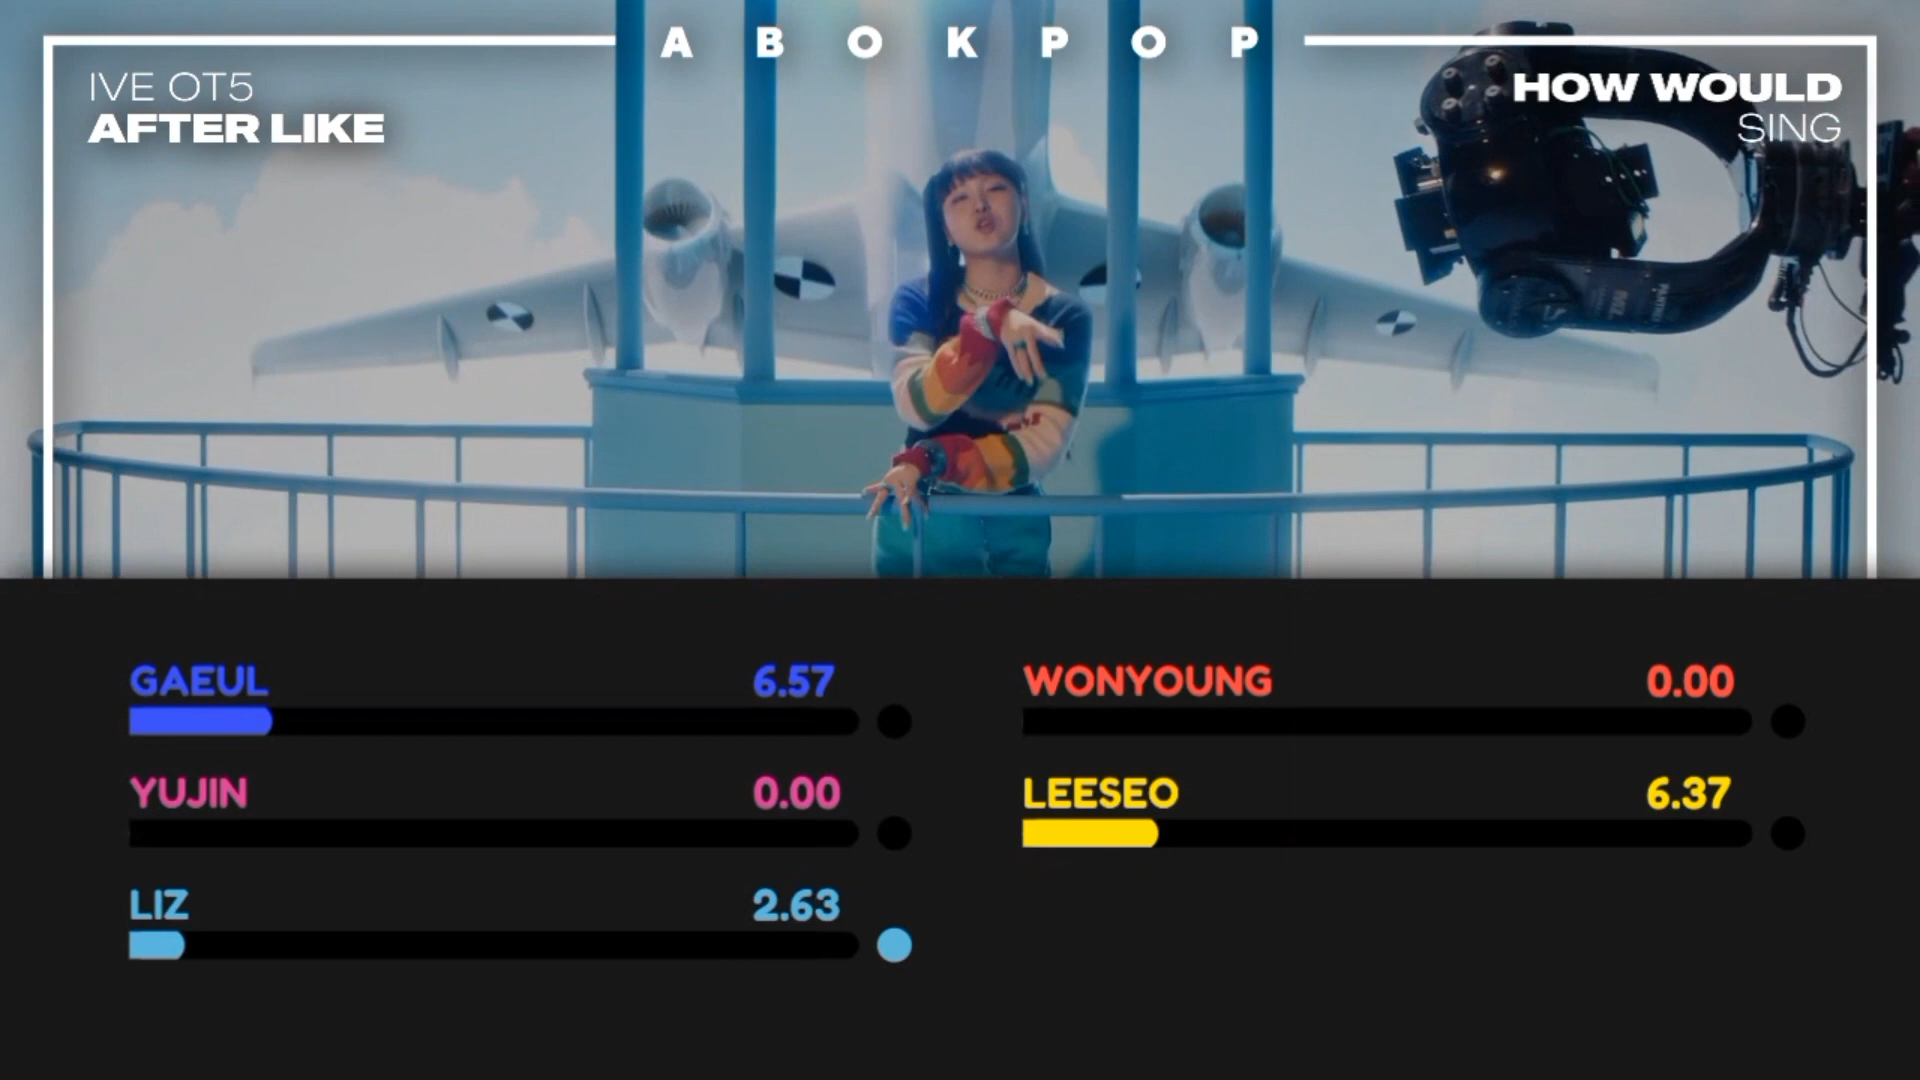 ABOKPOP
IVE OT5
AFTER LIKE
HOW WOULD
SING
GAEUL 6.57
WONYOUNG 0.00
YUJIN 0.00
LEESEO 6.37
LIZ 2.63